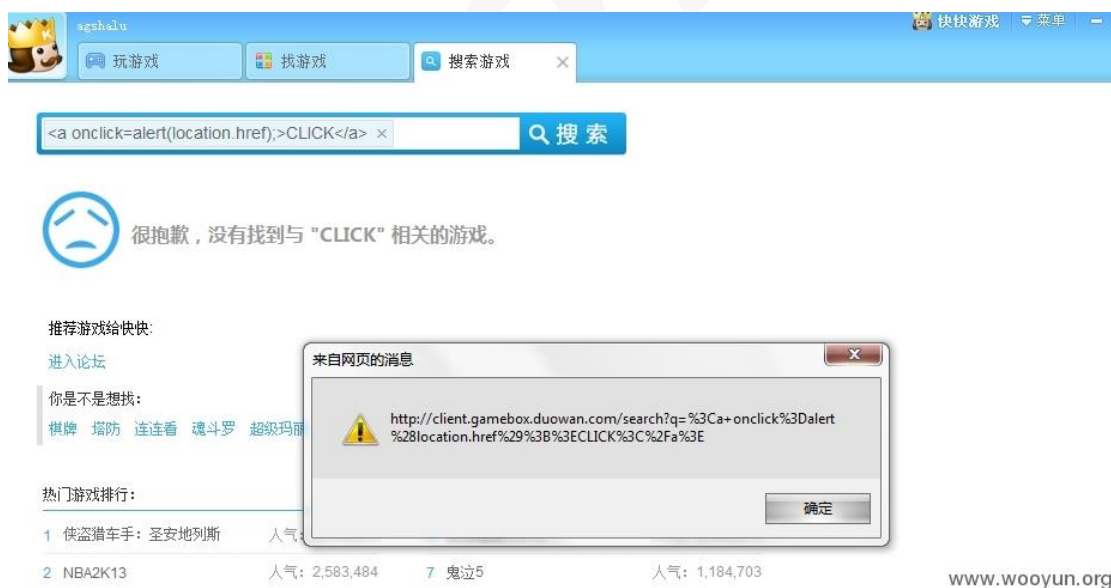 agshalu
快快游戏 菜单
玩游戏 找游戏 搜索游戏
<a onclick=alert(location.href);>CLICK</a>
搜索
很抱歉，没有找到与 "CLICK" 相关的游戏。
推荐游戏给快快:
进入论坛
你是不是想找:
棋牌 塔防 连连看 魂斗罗 超级玛丽
来自网页的消息
http://client.gamebox.duowan.com/search?q=%3Ca+onclick%3Dalert
%28location.href%29%3B%3ECLICK%3C%2Fa%3E
确定
热门游戏排行:
1 侠盗猎车手：圣安地列斯 人气:
2 NBA2K13 人气: 2,583,484 7 鬼泣5 人气: 1,184,703
www.wooyun.org